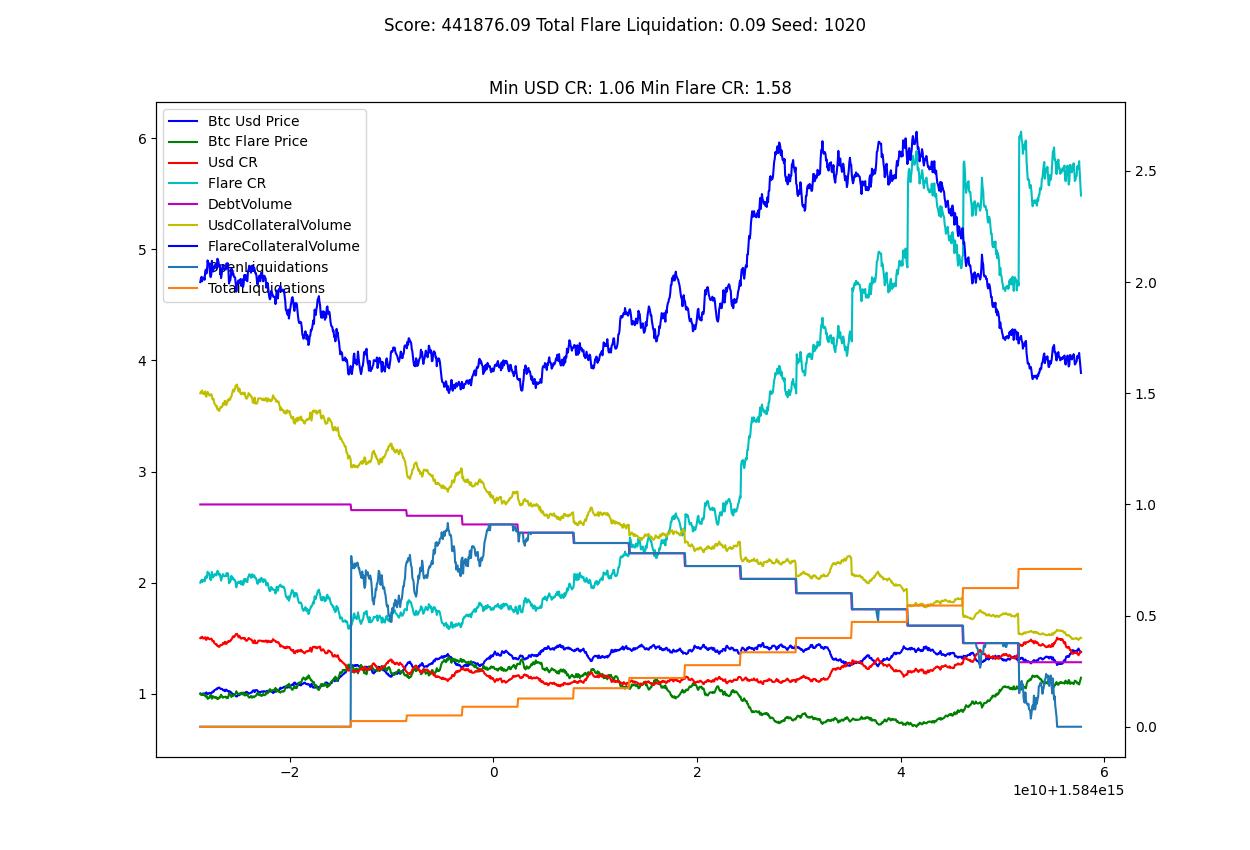 Score: 441876.09 Total Flare Liquidation: 0.09 Seed: 1020
Min USD CR: 1.06 Min Flare CR: 1.58
Btc Usd Price
Btc Flare Price
Usd CR
Flare CR
DebtVolume
UsdCollateralVolume
FlareCollateralVolume
OpenLiquidations
TotalLiquidations
6
5
4
3
2
1
2.5
2.0
1.5
1.0
0.5
0.0
−2
0
2
4
6
1e10+1.584e15